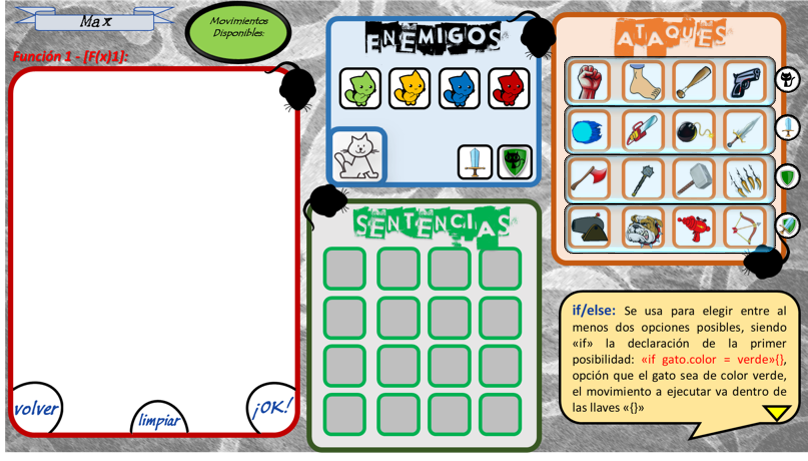 Max
Movimientos
Disponibles:
Función 1 - [F(x)1]:
ENEMIGOS
ATAQUES
SENTENCIAS
volver
limpiar
¡OK!
if/else: Se usa para elegir entre al
menos dos opciones posibles, siendo
«if» la declaración de la primer
posibilidad: «if gato.color = verde»{},
opción que el gato sea de color verde,
el movimiento a ejecutar va dentro de
las llaves «{}»